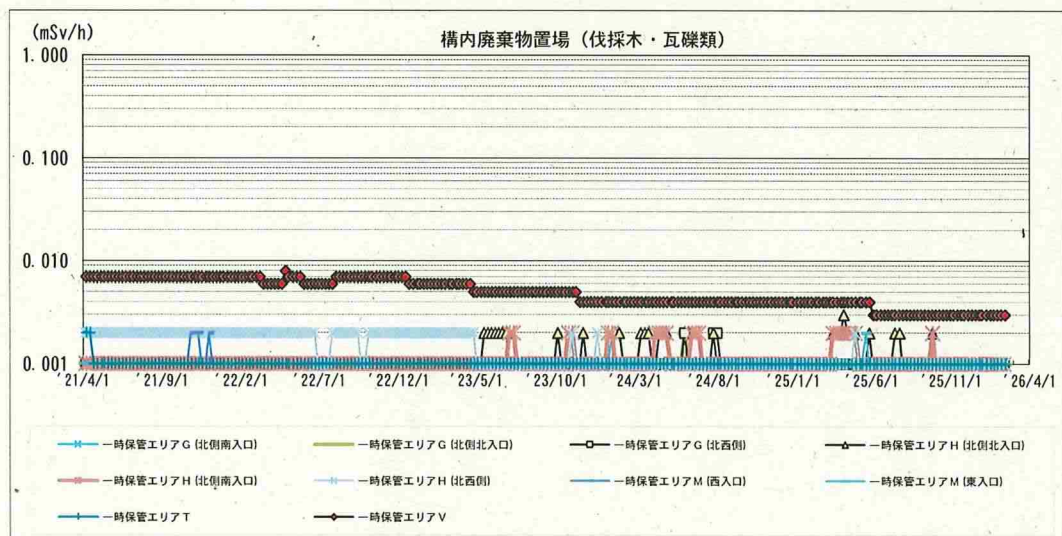 (mSv/h)
構内廃棄物置場（伐採木・瓦礫類）
1.000
0.100
0.010
0.001
'21/4/1 '21/9/1 '22/2/1 '22/7/1 '22/12/1 '23/5/1 '23/10/1 '24/3/1 '24/8/1 '25/1/1 '25/6/1 '25/11/1 '26/4/1
一時保管エリアG(北側南入口) 一時保管エリアG(北側北入口) 一時保管エリアG(北西側) 一時保管エリアH(北側北入口)
一時保管エリアH(北側南入口) 一時保管エリアH(北西側) 一時保管エリアM(西入口) 一時保管エリアM(東入口)
一時保管エリアT 一時保管エリアV